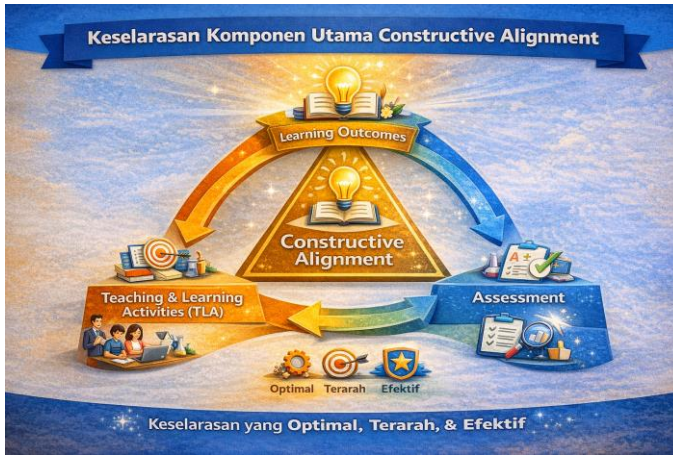 Keselarasan Komponen Utama Constructive Alignment
Learning Outcomes
Constructive
Alignment
Teaching & Learning
Activities (TLA)
Assessment
A+
Optimal
Terarah
Efektif
Keselarasan yang Optimal, Terarah, & Efektif